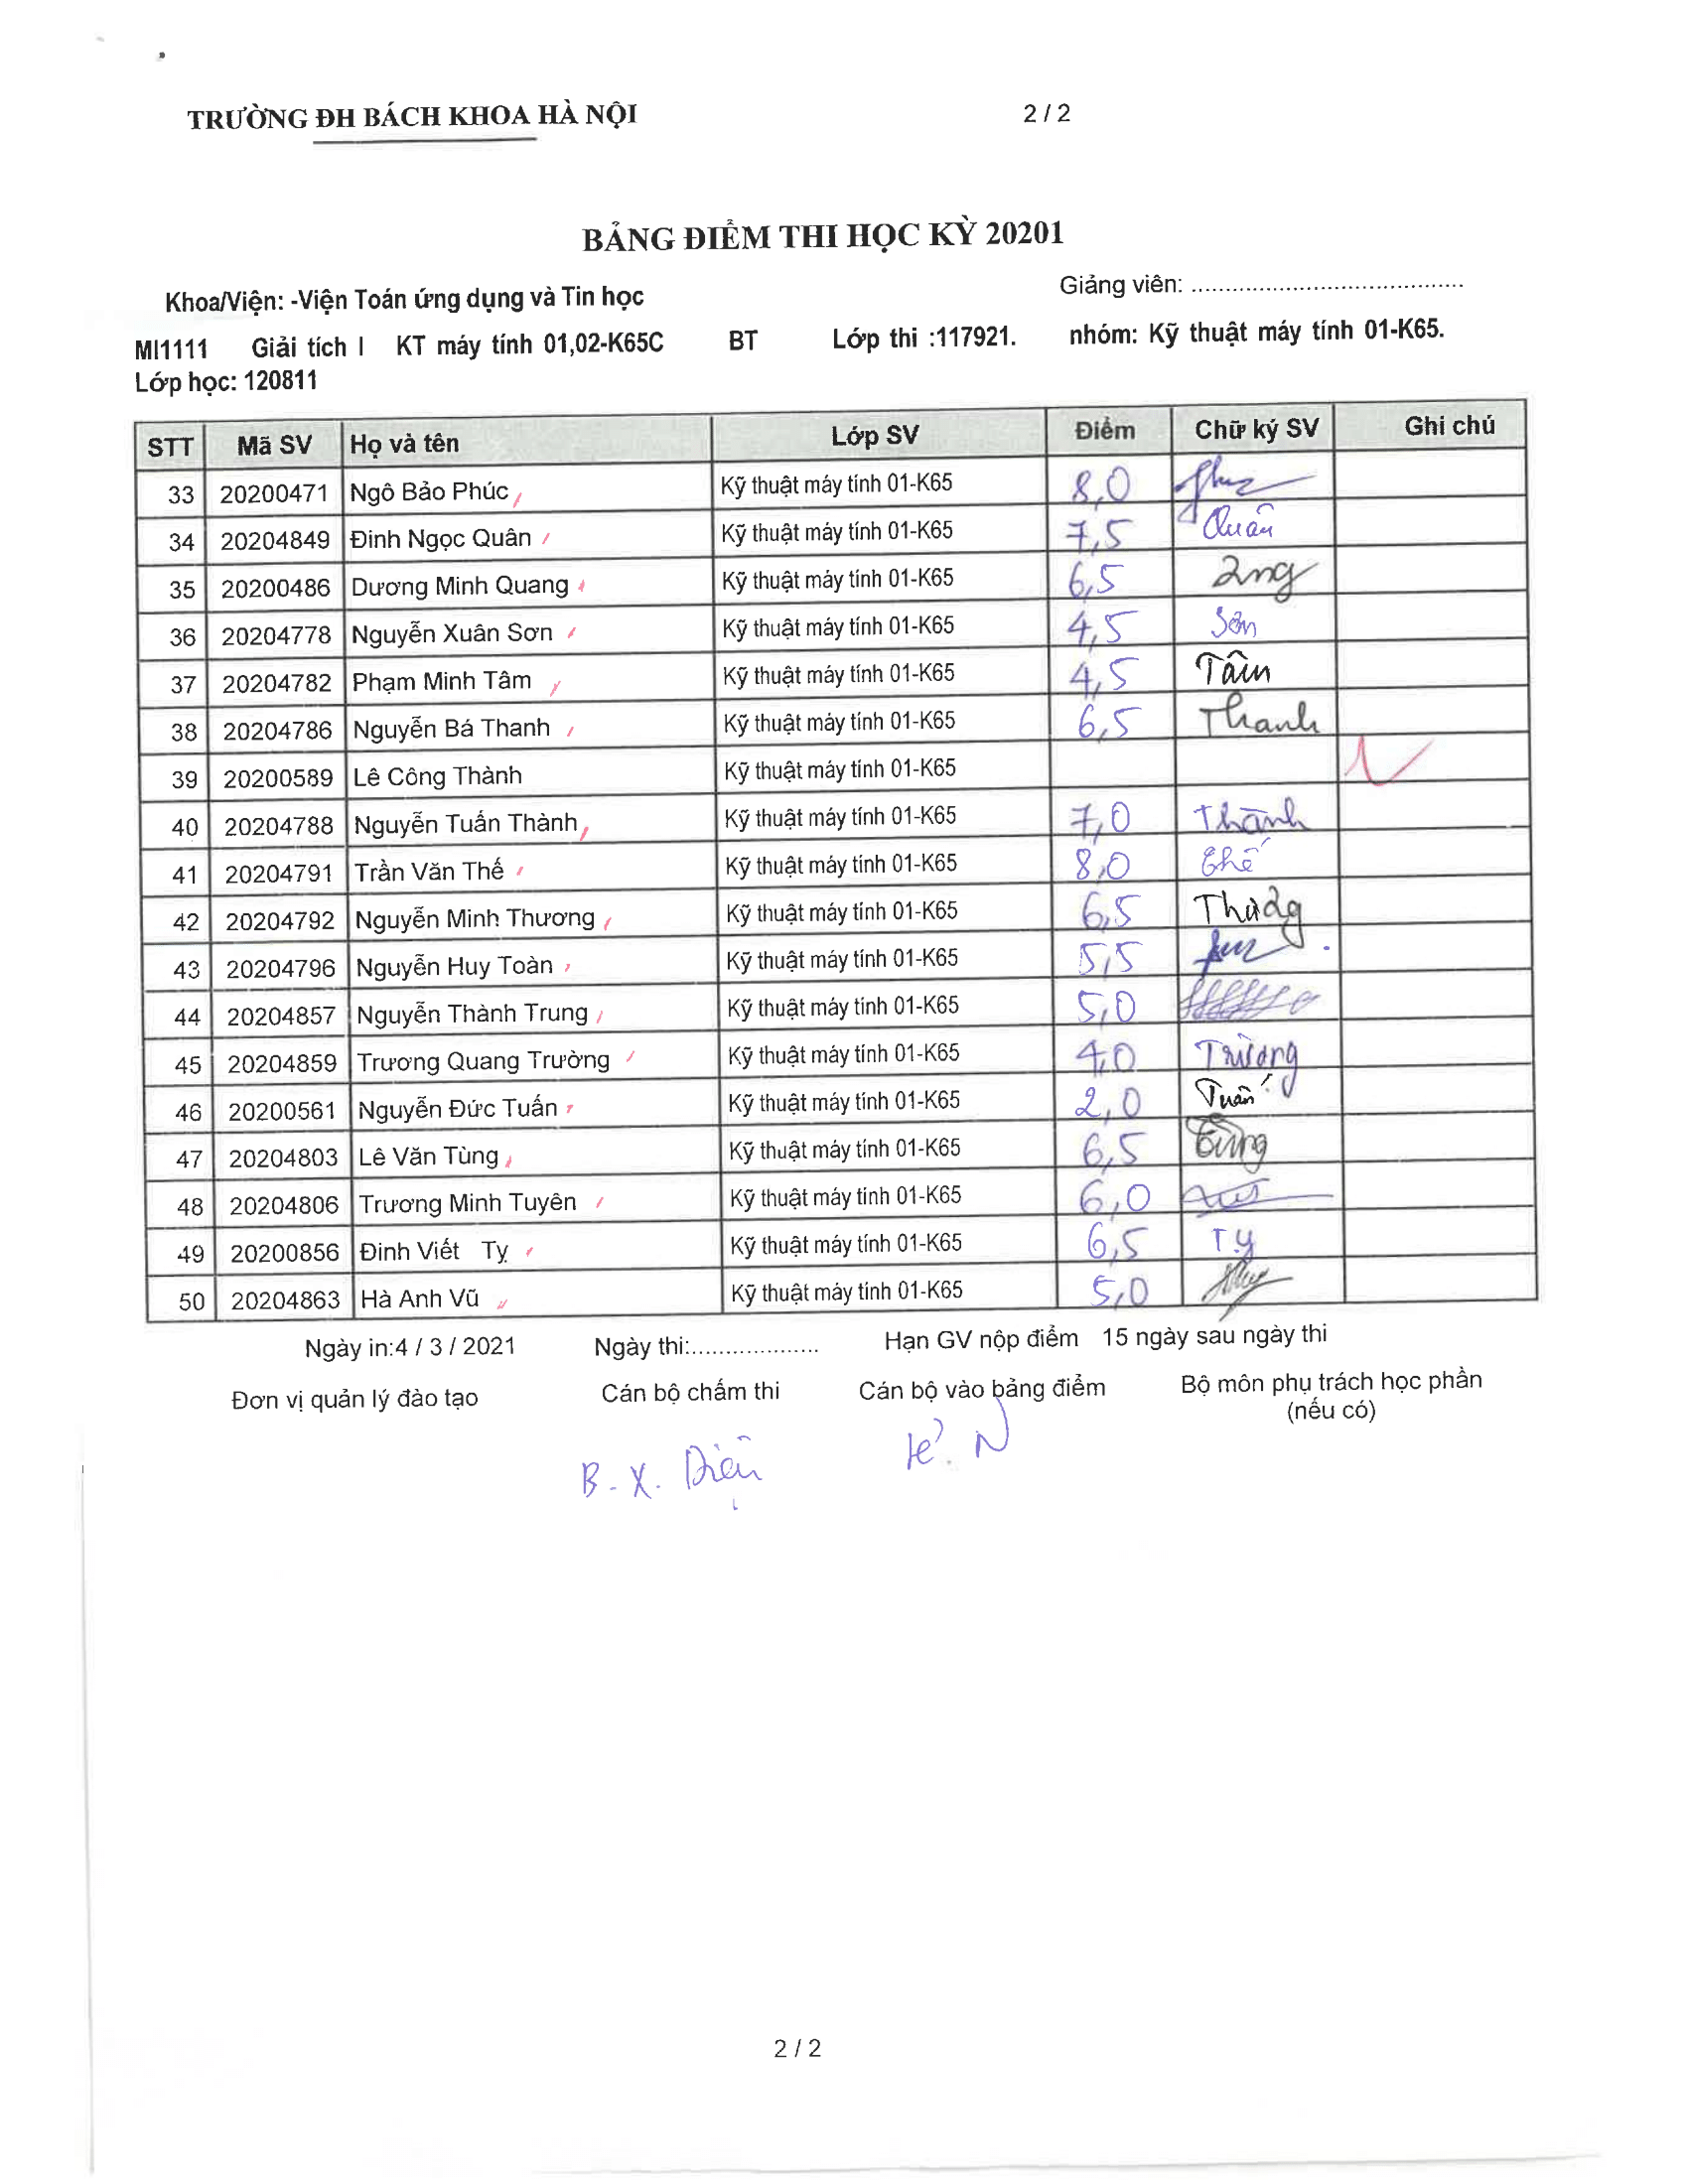 TRƯỜNG ĐH BÁCH KHOA HÀ NỘI 2 / 2
BẢNG ĐIỂM THI HỌC KỲ 20201
Khoa/Viện: -Viện Toán ứng dụng và Tin học Giảng viên: ........................................
MI1111 Giải tích I KT máy tính 01,02-K65C BT Lớp thi :117921. nhóm: Kỹ thuật máy tính 01-K65.
Lớp học: 120811
STT Mã SV Họ và tên Lớp SV Điểm Chữ ký SV Ghi chú
33 20200471 Ngô Bảo Phúc Kỹ thuật máy tính 01-K65 8,0
34 20204849 Đinh Ngọc Quân Kỹ thuật máy tính 01-K65 7,5 Quân
35 20200486 Dương Minh Quang Kỹ thuật máy tính 01-K65 6,5
36 20204778 Nguyễn Xuân Sơn Kỹ thuật máy tính 01-K65 4,5 Sơn
37 20204782 Phạm Minh Tâm Kỹ thuật máy tính 01-K65 4,5 Tâm
38 20204786 Nguyễn Bá Thanh Kỹ thuật máy tính 01-K65 6,5 Thanh
39 20200589 Lê Công Thành Kỹ thuật máy tính 01-K65
40 20204788 Nguyễn Tuấn Thành Kỹ thuật máy tính 01-K65 7,0 Thành
41 20204791 Trần Văn Thế Kỹ thuật máy tính 01-K65 8,0 Thế
42 20204792 Nguyễn Minh Thương Kỹ thuật máy tính 01-K65 6,5
43 20204796 Nguyễn Huy Toàn Kỹ thuật máy tính 01-K65 5,5
44 20204857 Nguyễn Thành Trung Kỹ thuật máy tính 01-K65 5,0
45 20204859 Trương Quang Trường Kỹ thuật máy tính 01-K65 4,0 Trường
46 20200561 Nguyễn Đức Tuấn Kỹ thuật máy tính 01-K65 2,0 Tuấn
47 20204803 Lê Văn Tùng Kỹ thuật máy tính 01-K65 6,5 Tùng
48 20204806 Trương Minh Tuyên Kỹ thuật máy tính 01-K65 6,0
49 20200856 Đinh Viết Tỵ Kỹ thuật máy tính 01-K65 6,5 Tỵ
50 20204863 Hà Anh Vũ Kỹ thuật máy tính 01-K65 5,0
Ngày in:4 / 3 / 2021 Ngày thi:................... Hạn GV nộp điểm 15 ngày sau ngày thi
Đơn vị quản lý đào tạo Cán bộ chấm thi Cán bộ vào bảng điểm Bộ môn phụ trách học phần
(nếu có)
B. X. Diệu
2 / 2